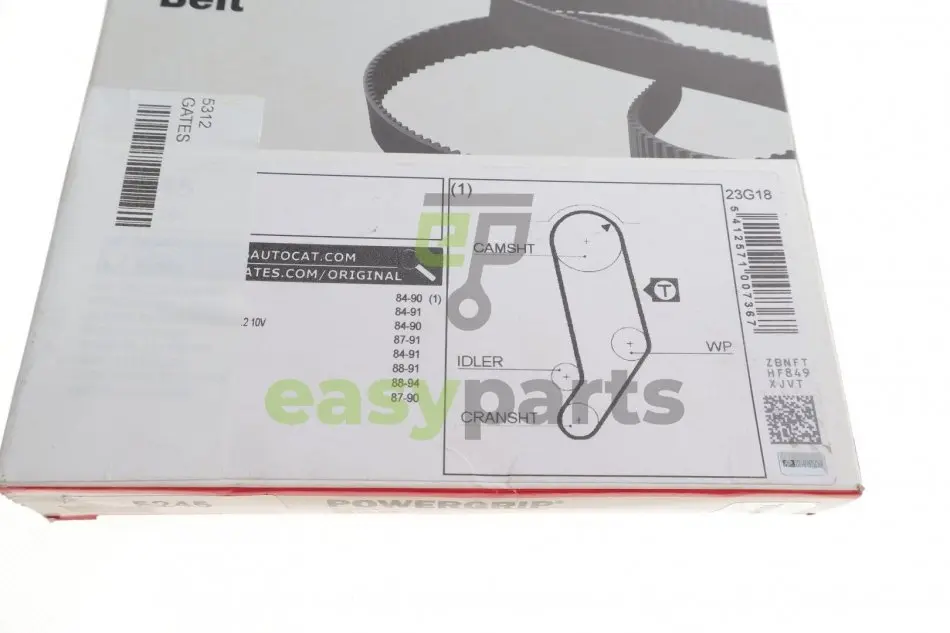 Belt
5312
GATES
AUTOCAT.COM
ATES.COM/ORIGINAL
.2 10V
84-90 (1)
84-91
84-90
87-91
84-91
88-91
88-94
87-90
(1)
CAMSHT
T
WP
IDLER
CRANSHT
23G18
5 412571 007367
ZBNFT
HF849
XJVT
ep
easyparts
POWERGRIP